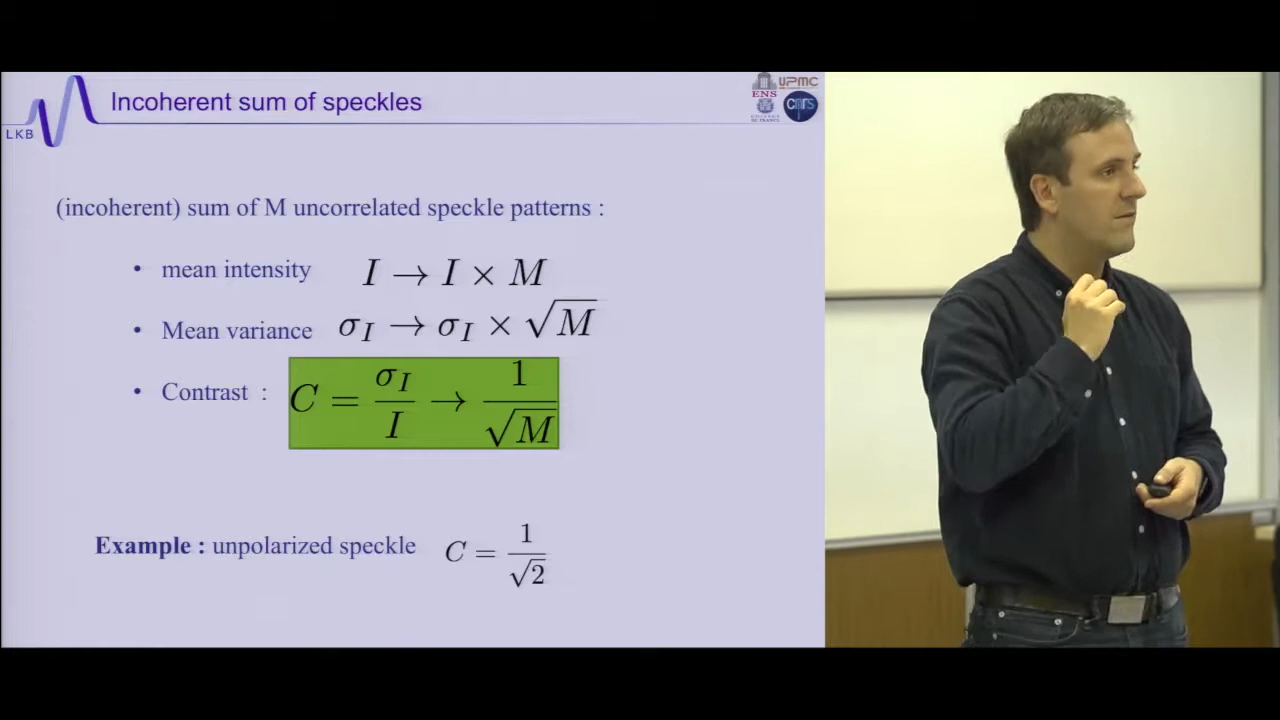 Incoherent sum of speckles
LKB
UPMC
ENS
CNRS
(incoherent) sum of M uncorrelated speckle patterns :
• mean intensity I → I × M
• Mean variance σ_I → σ_I × √M
• Contrast : C = σ_I / I → 1 / √M
Example : unpolarized speckle C = 1 / √2